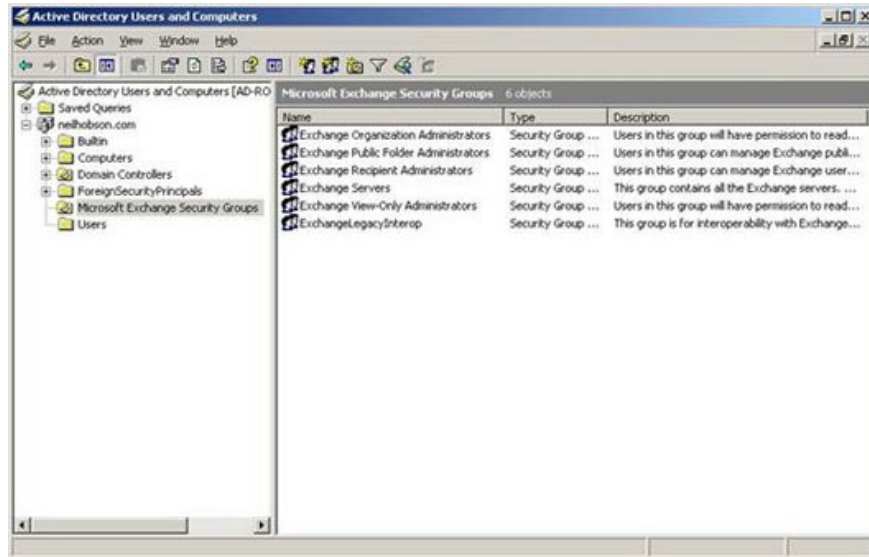 Active Directory Users and Computers
File Action View Window Help
Active Directory Users and Computers [AD-RO
Microsoft Exchange Security Groups 6 objects
Saved Queries
neilhobson.com
Builtin
Computers
Domain Controllers
ForeignSecurityPrincipals
Microsoft Exchange Security Groups
Users
Name Type Description
Exchange Organization Administrators Security Group ... Users in this group will have permission to read...
Exchange Public Folder Administrators Security Group ... Users in this group can manage Exchange publi...
Exchange Recipient Administrators Security Group ... Users in this group can manage Exchange user...
Exchange Servers Security Group ... This group contains all the Exchange servers. ...
Exchange View-Only Administrators Security Group ... Users in this group will have permission to read...
ExchangeLegacyInterop Security Group ... This group is for interoperability with Exchange...